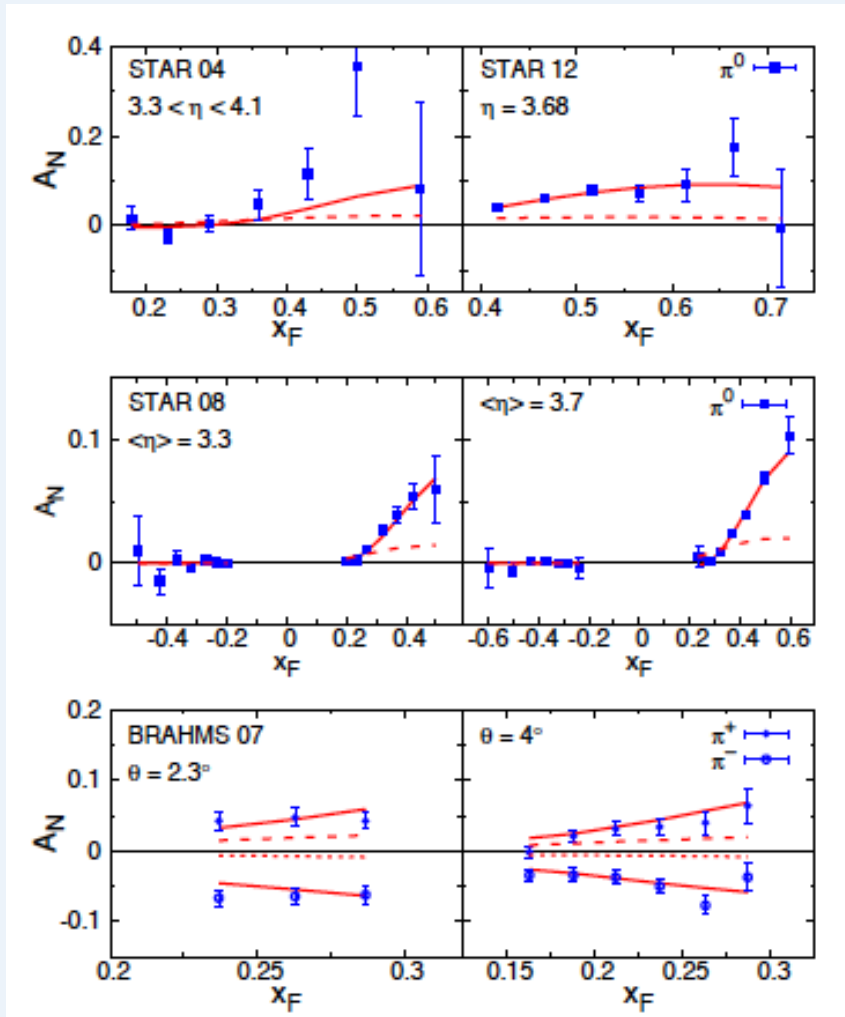 0.4
0.2
0
A_N
STAR 04
3.3 < η < 4.1
STAR 12
η = 3.68
π⁰
0.2 0.3 0.4 0.5 0.6
0.4 0.5 0.6 0.7
x_F x_F
0.1
0
A_N
STAR 08
<η> = 3.3
<η> = 3.7
π⁰
-0.4 -0.2 0 0.2 0.4
-0.6 -0.4 -0.2 0 0.2 0.4 0.6
x_F x_F
0.2
0.1
0
-0.1
A_N
BRAHMS 07
θ = 2.3°
θ = 4°
π⁺
π⁻
0.2 0.25 0.3
0.15 0.2 0.25 0.3
x_F x_F